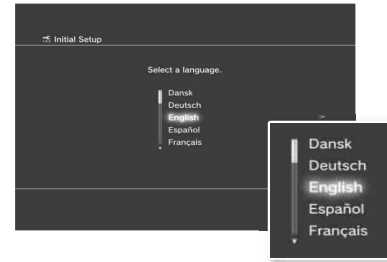 Initial Setup
Select a language.
Dansk
Deutsch
English
Español
Français
Dansk
Deutsch
English
Español
Français